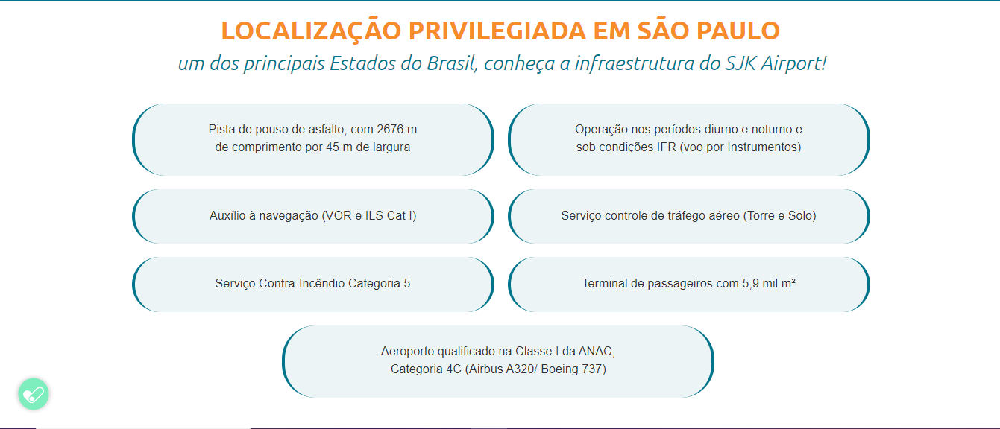 LOCALIZAÇÃO PRIVILEGIADA EM SÃO PAULO
um dos principais Estados do Brasil, conheça a infraestrutura do SJK Airport!
Pista de pouso de asfalto, com 2676 m
de comprimento por 45 m de largura
Operação nos períodos diurno e noturno e
sob condições IFR (voo por Instrumentos)
Auxílio à navegação (VOR e ILS Cat I)
Serviço controle de tráfego aéreo (Torre e Solo)
Serviço Contra-Incêndio Categoria 5
Terminal de passageiros com 5,9 mil m²
Aeroporto qualificado na Classe I da ANAC,
Categoria 4C (Airbus A320/ Boeing 737)